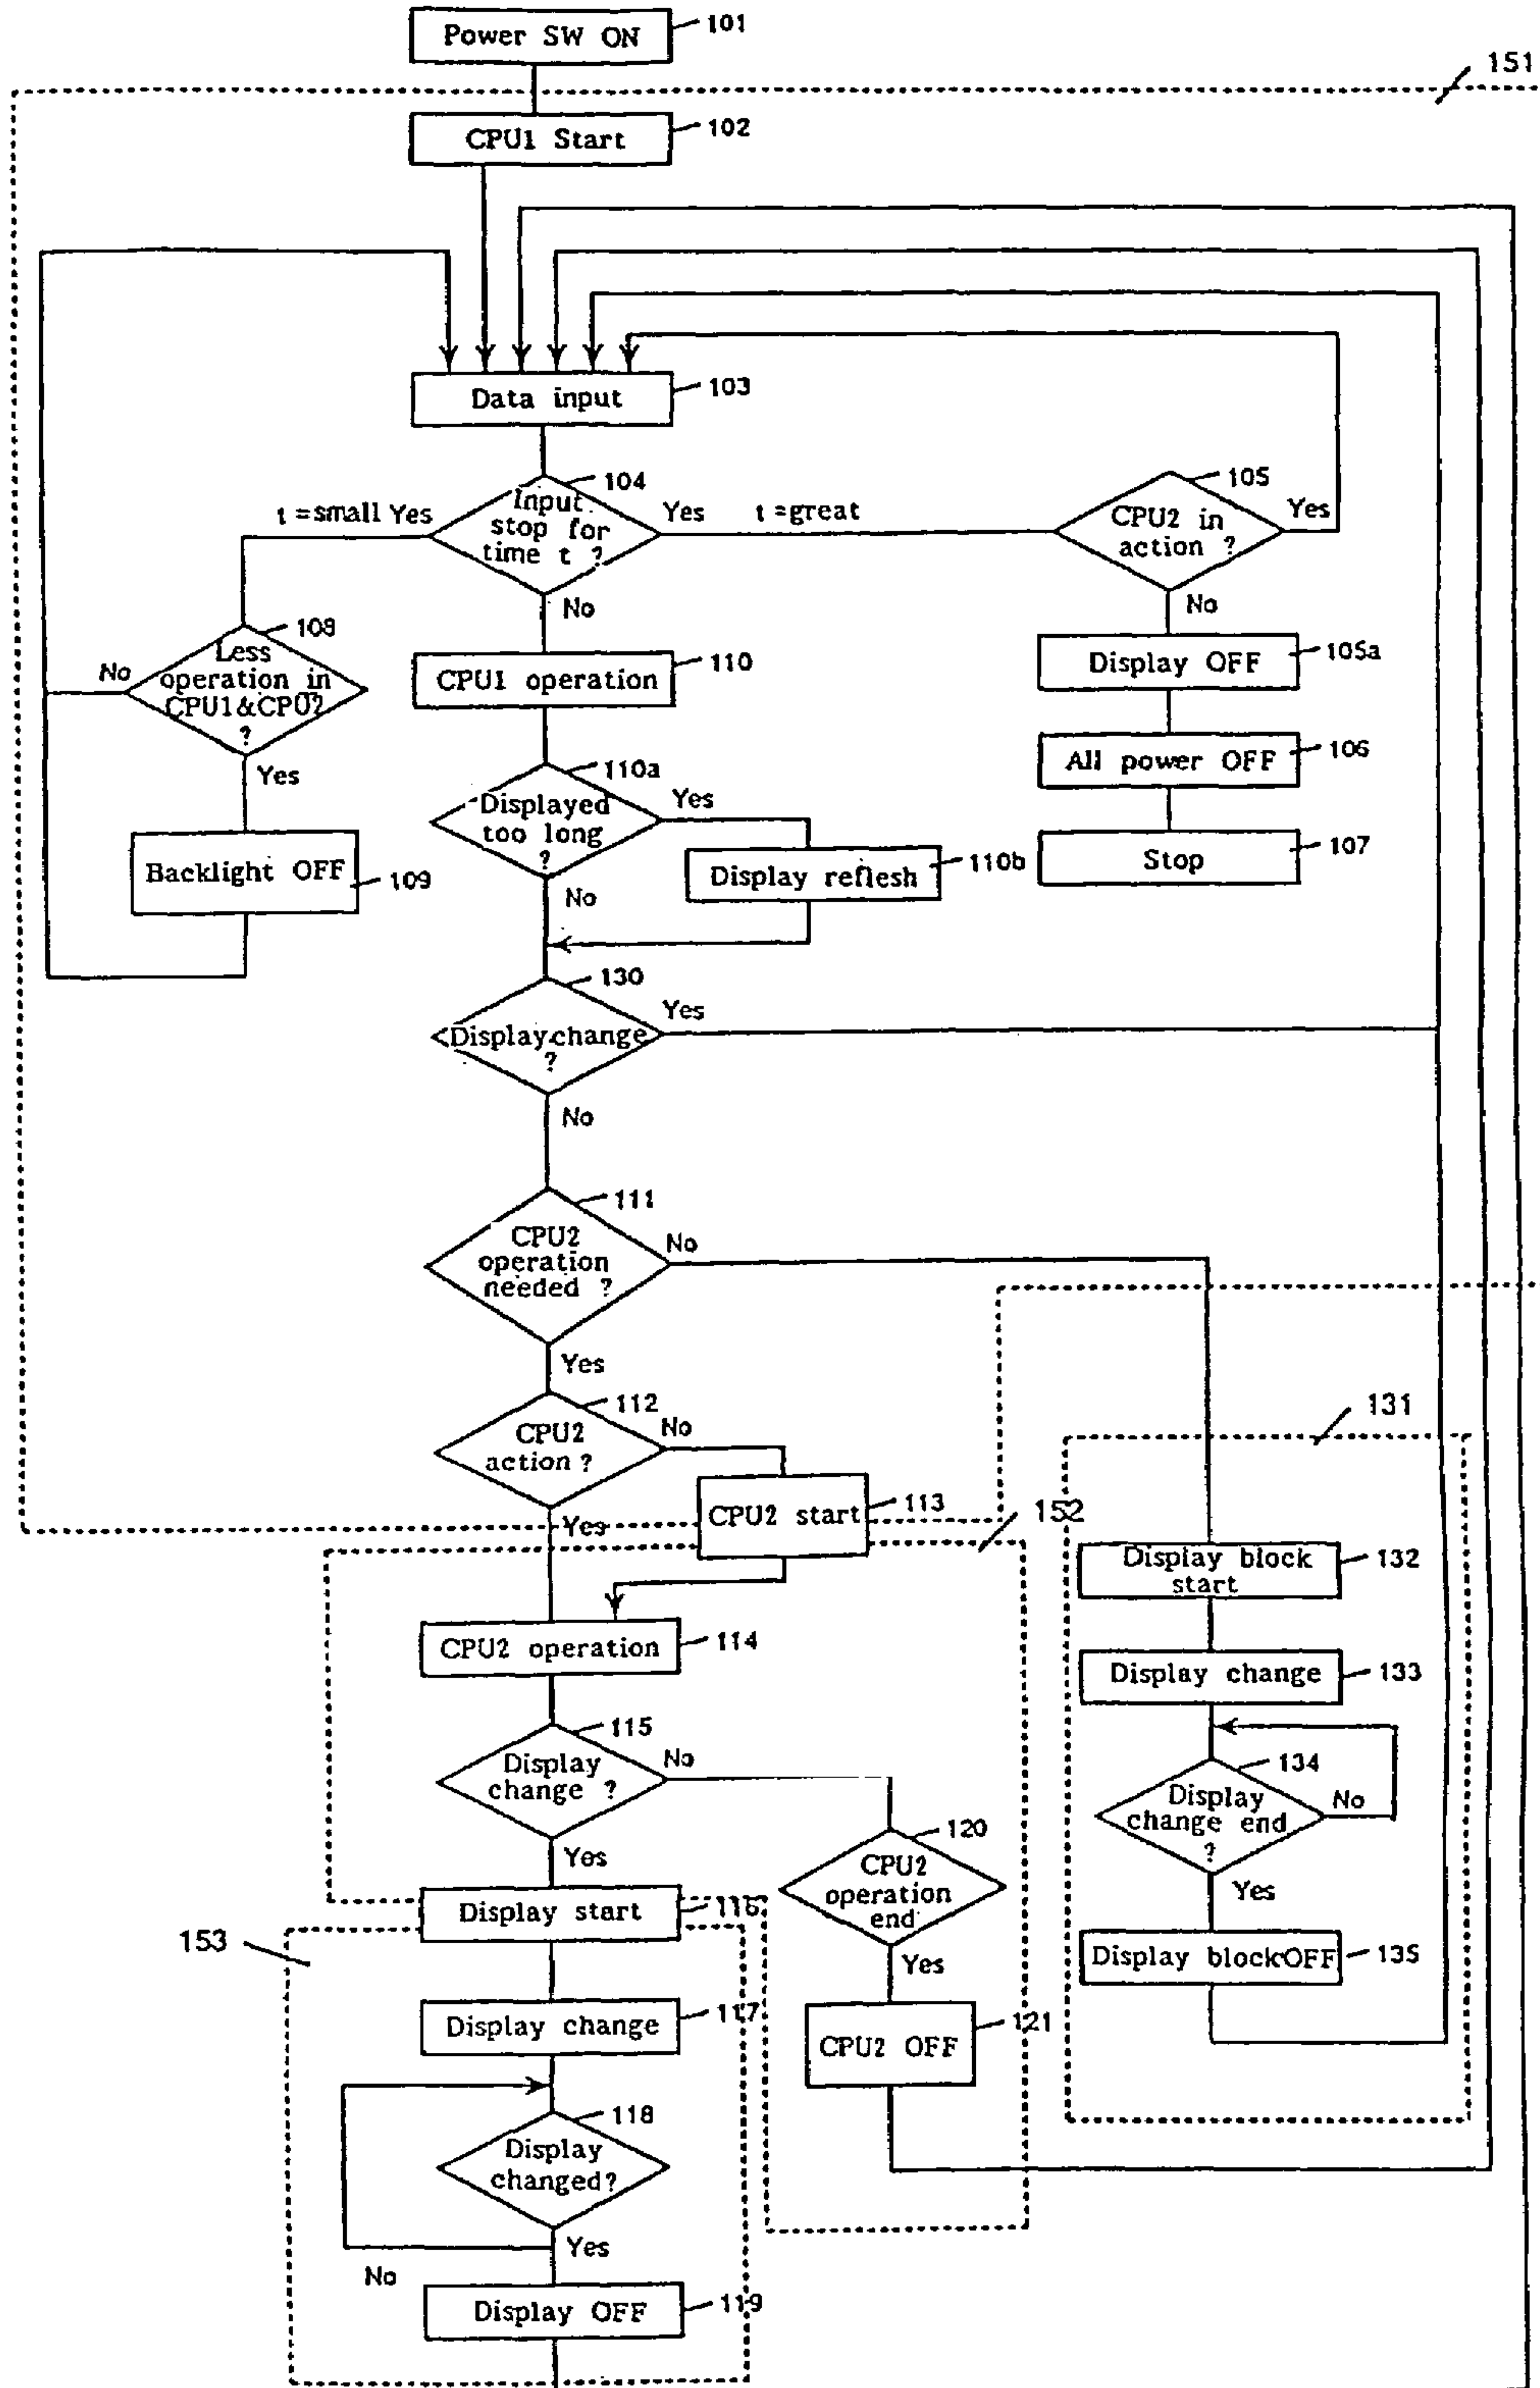 Power SW ON
101
151
CPU1 Start
102
Data input
103
104
Input
stop for
time t ?
t =small Yes
Yes
t =great
No
105
CPU2 in
action ?
Yes
No
Display OFF
105a
All power OFF
106
Stop
107
108
Less
operation in
CPU1&CPU2
?
No
Yes
Backlight OFF
109
CPU1 operation
110
110a
Displayed
too long
?
Yes
No
Display reflesh
110b
130
Display change
?
Yes
No
111
CPU2
operation
needed ?
No
Yes
112
CPU2
action ?
No
Yes
CPU2 start
113
152
CPU2 operation
114
115
Display
change ?
No
Yes
Display start
116
153
Display change
117
118
Display
changed?
Yes
No
Display OFF
119
120
CPU2
operation
end
Yes
CPU2 OFF
121
131
Display block
start
132
Display change
133
134
Display
change end
?
No
Yes
Display block OFF
135